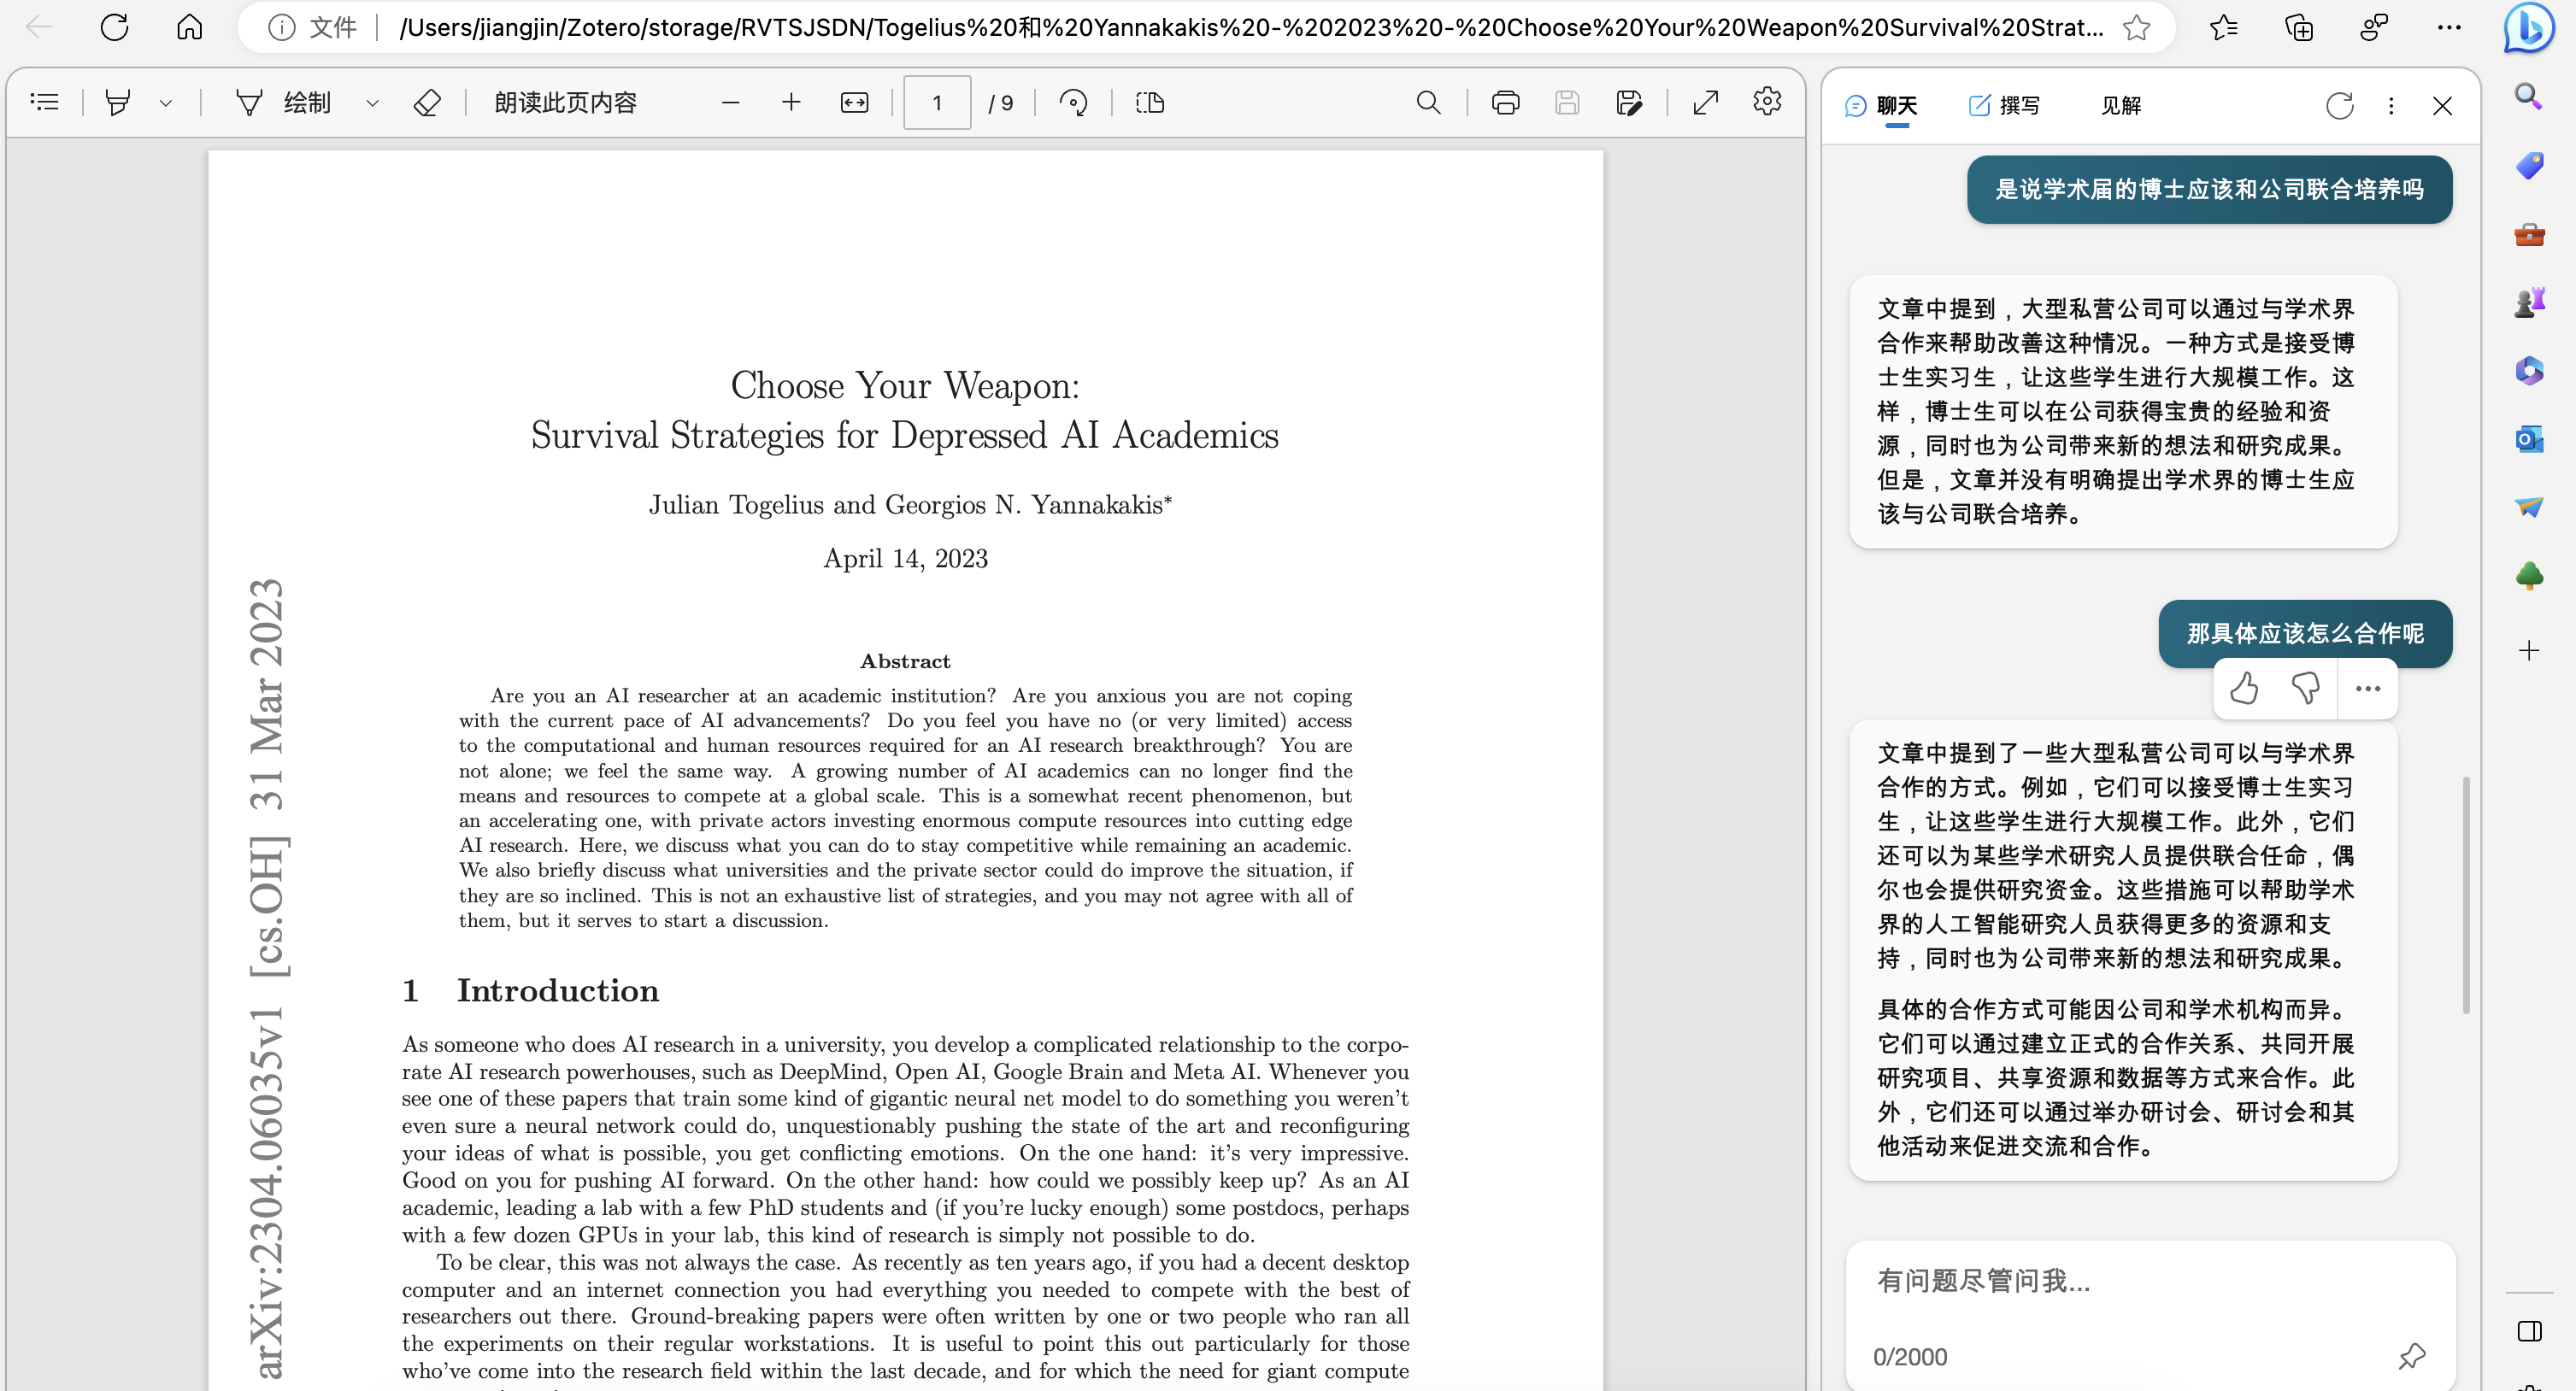 文件
/Users/jiangjin/Zotero/storage/RVTSJSDN/Togelius%20和%20Yannakakis%20-%202023%20-%20Choose%20Your%20Weapon%20Survival%20Strat...
绘制
朗读此页内容
1
/ 9
Choose Your Weapon:
Survival Strategies for Depressed AI Academics
Julian Togelius and Georgios N. Yannakakis*
April 14, 2023
arXiv:2304.06035v1 [cs.OH] 31 Mar 2023
Abstract
Are you an AI researcher at an academic institution? Are you anxious you are not coping
with the current pace of AI advancements? Do you feel you have no (or very limited) access
to the computational and human resources required for an AI research breakthrough? You are
not alone; we feel the same way. A growing number of AI academics can no longer find the
means and resources to compete at a global scale. This is a somewhat recent phenomenon, but
an accelerating one, with private actors investing enormous compute resources into cutting edge
AI research. Here, we discuss what you can do to stay competitive while remaining an academic.
We also briefly discuss what universities and the private sector could do improve the situation, if
they are so inclined. This is not an exhaustive list of strategies, and you may not agree with all of
them, but it serves to start a discussion.
1 Introduction
As someone who does AI research in a university, you develop a complicated relationship to the corpo-
rate AI research powerhouses, such as DeepMind, Open AI, Google Brain and Meta AI. Whenever you
see one of these papers that train some kind of gigantic neural net model to do something you weren't
even sure a neural network could do, unquestionably pushing the state of the art and reconfiguring
your ideas of what is possible, you get conflicting emotions. On the one hand: it's very impressive.
Good on you for pushing AI forward. On the other hand: how could we possibly keep up? As an AI
academic, leading a lab with a few PhD students and (if you're lucky enough) some postdocs, perhaps
with a few dozen GPUs in your lab, this kind of research is simply not possible to do.
To be clear, this was not always the case. As recently as ten years ago, if you had a decent desktop
computer and an internet connection you had everything you needed to compete with the best of
researchers out there. Ground-breaking papers were often written by one or two people who ran all
the experiments on their regular workstations. It is useful to point this out particularly for those
who've come into the research field within the last decade, and for which the need for giant compute
聊天
撰写
见解
是说学术届的博士应该和公司联合培养吗
文章中提到，大型私营公司可以通过与学术界
合作来帮助改善这种情况。一种方式是接受博
士生实习生，让这些学生进行大规模工作。这
样，博士生可以在公司获得宝贵的经验和资
源，同时也为公司带来新的想法和研究成果。
但是，文章并没有明确提出学术界的博士生应
该与公司联合培养。
那具体应该怎么合作呢
文章中提到了一些大型私营公司可以与学术界
合作的方式。例如，它们可以接受博士生实习
生，让这些学生进行大规模工作。此外，它们
还可以为某些学术研究人员提供联合任命，偶
尔也会提供研究资金。这些措施可以帮助学术
界的人工智能研究人员获得更多的资源和支
持，同时也为公司带来新的想法和研究成果。
具体的合作方式可能因公司和学术机构而异。
它们可以通过建立正式的合作关系、共同开展
研究项目、共享资源和数据等方式来合作。此
外，它们还可以通过举办研讨会、研讨会和其
他活动来促进交流和合作。
有问题尽管问我...
0/2000